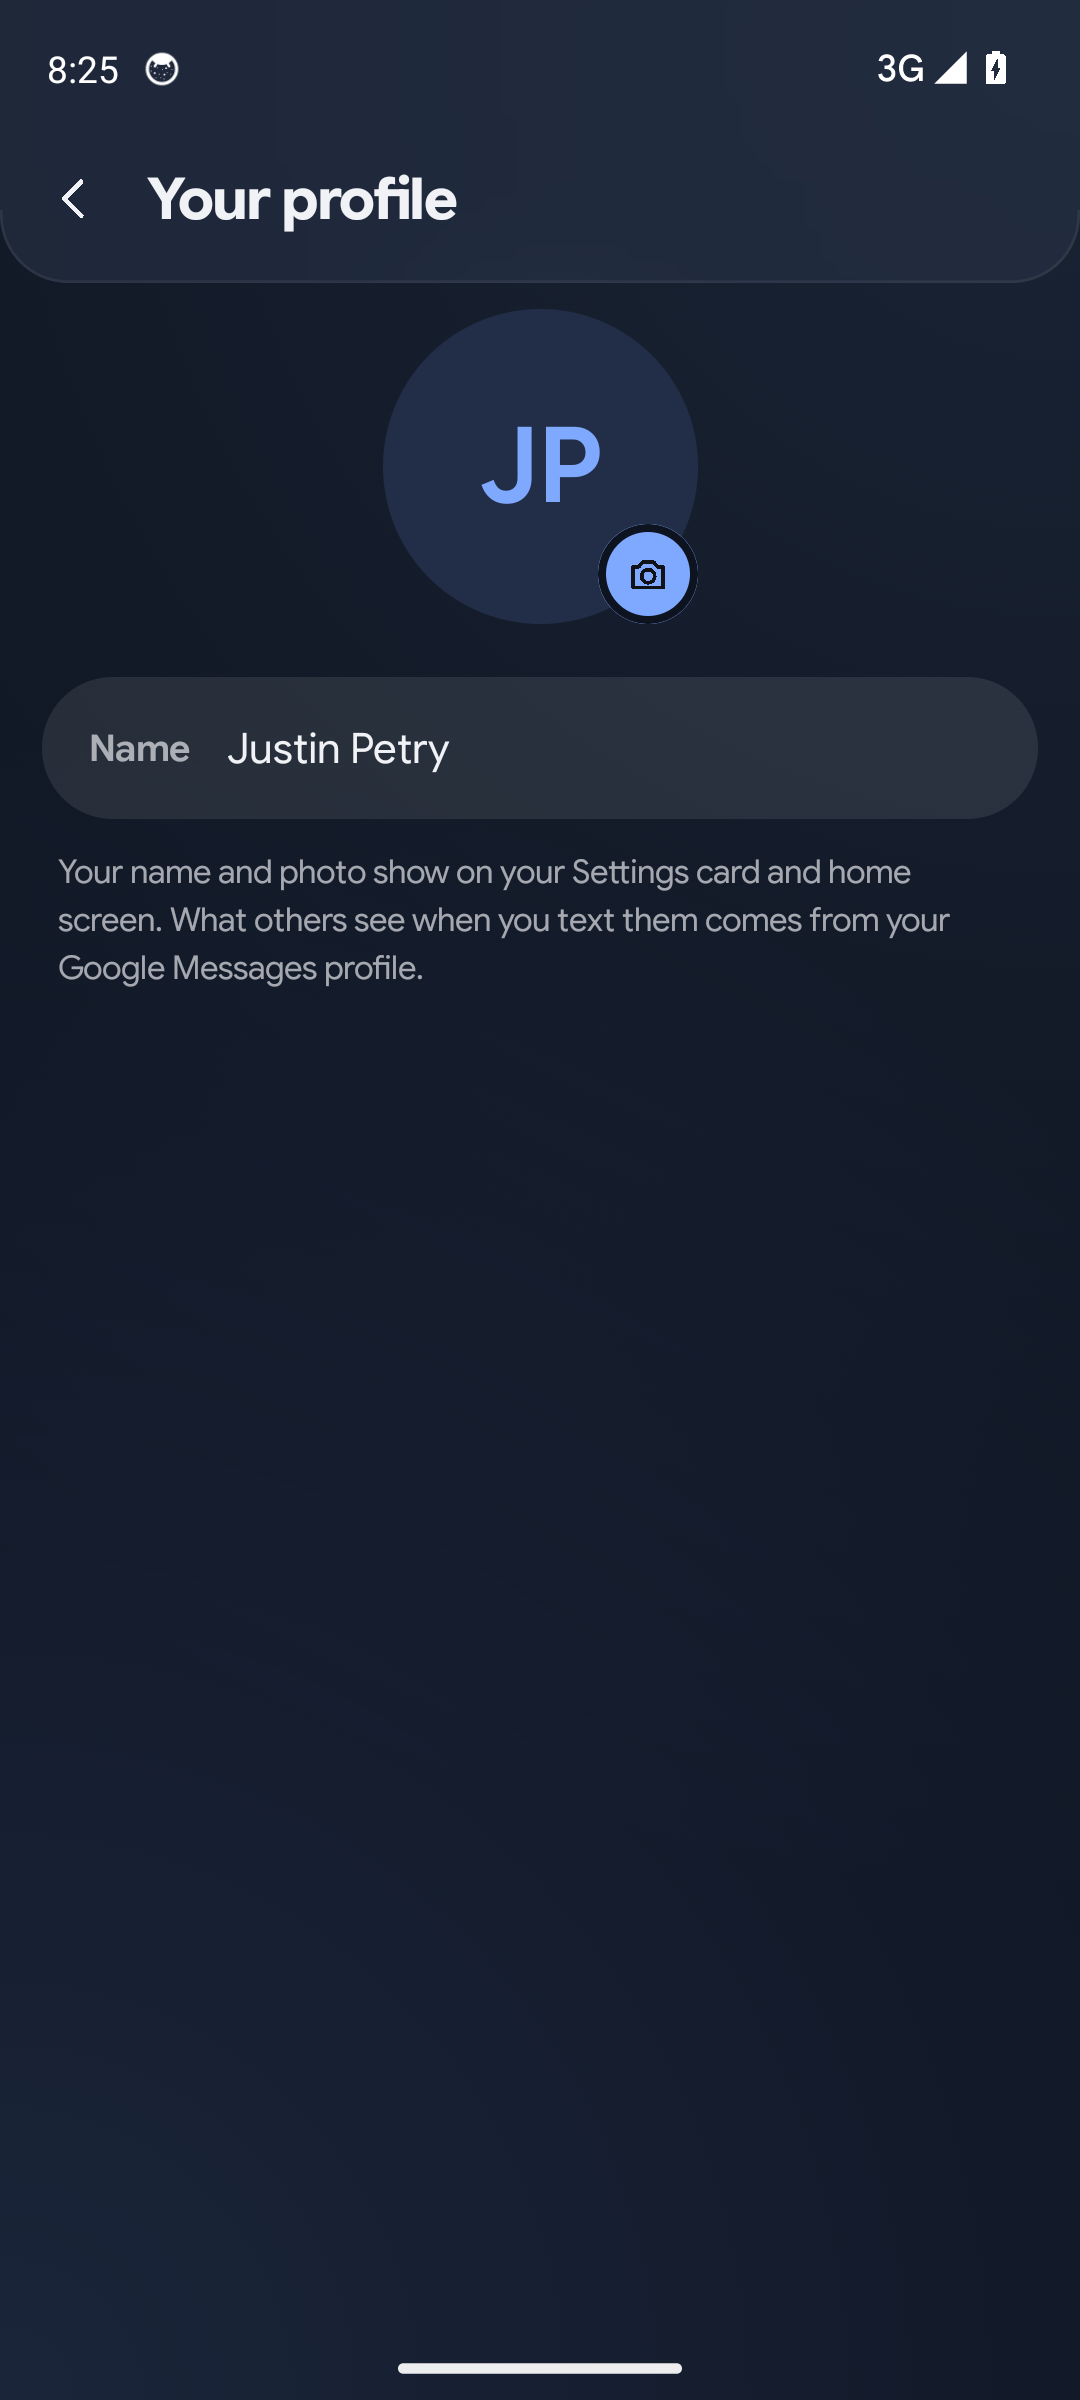 8:25
3G
Your profile
JP
Name Justin Petry
Your name and photo show on your Settings card and home
screen. What others see when you text them comes from your
Google Messages profile.